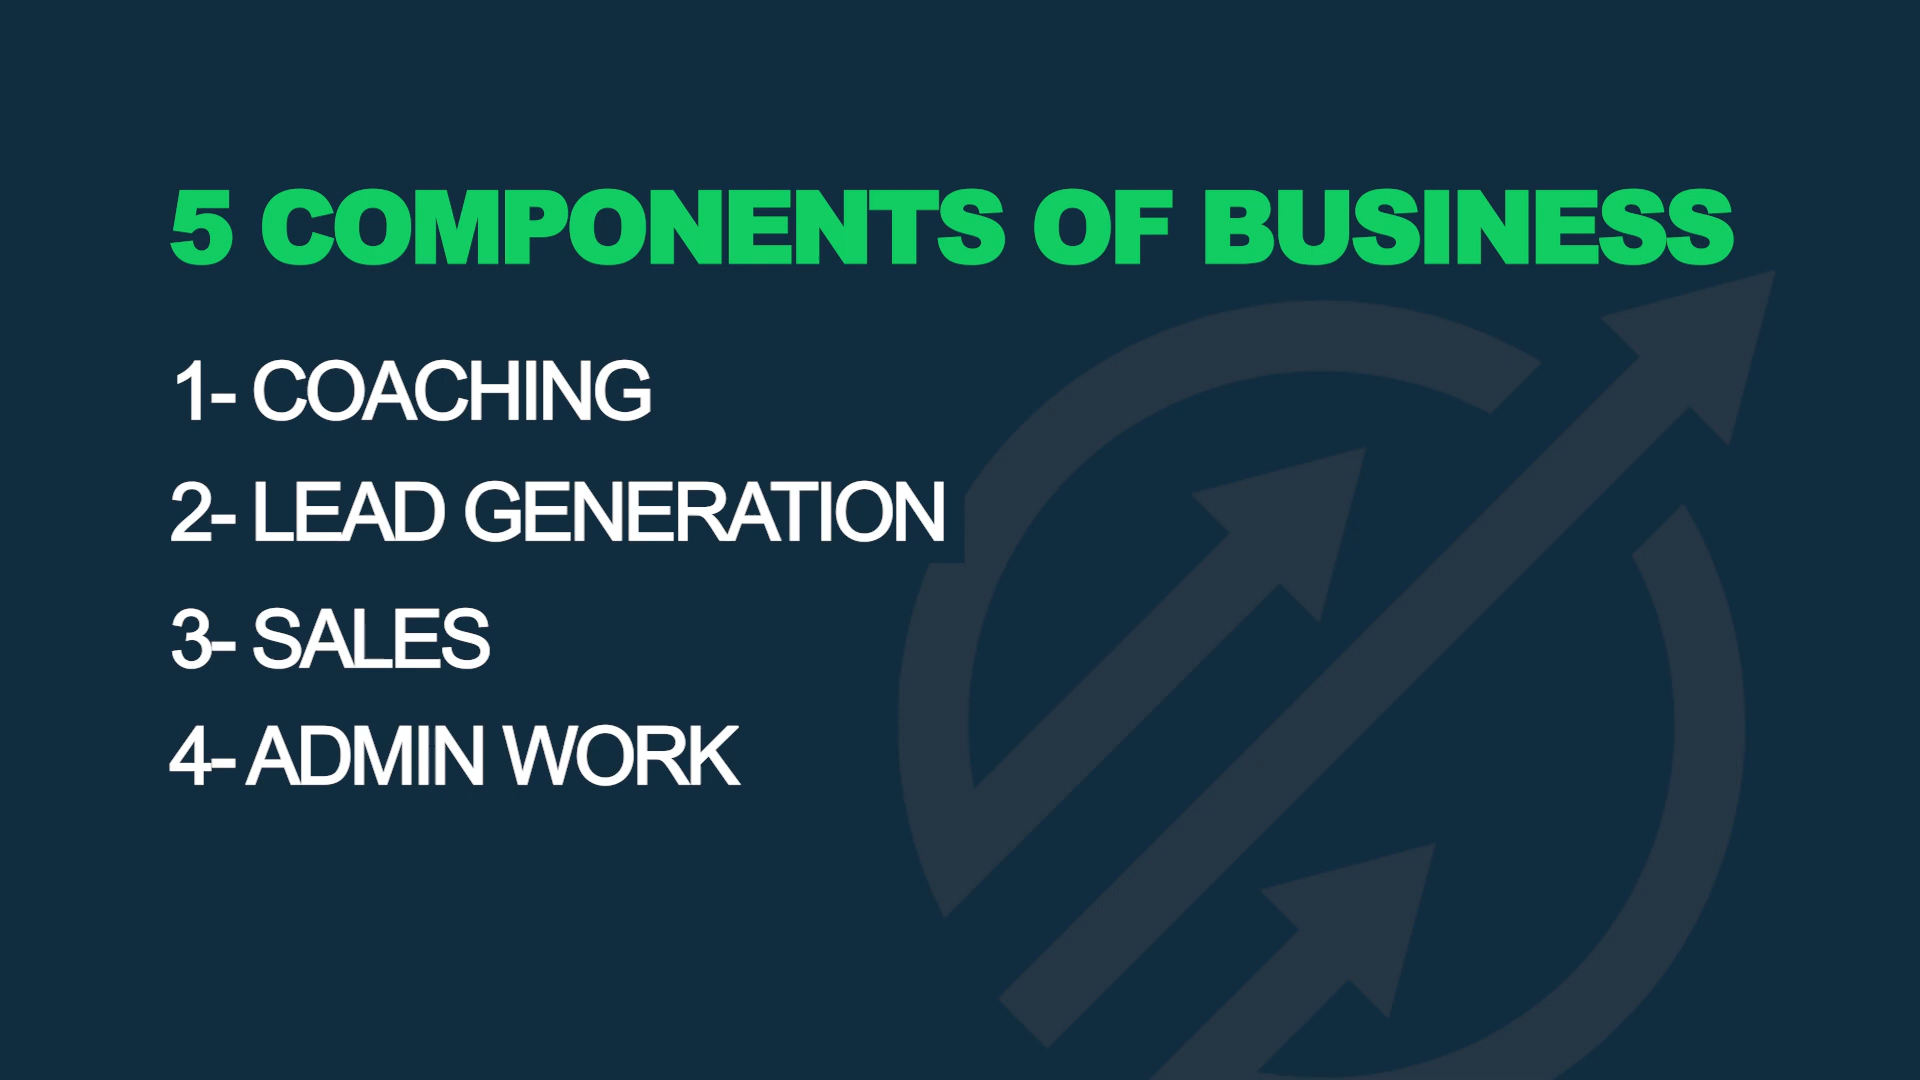 5 COMPONENTS OF BUSINESS
1- COACHING
2- LEAD GENERATION
3- SALES
4- ADMIN WORK